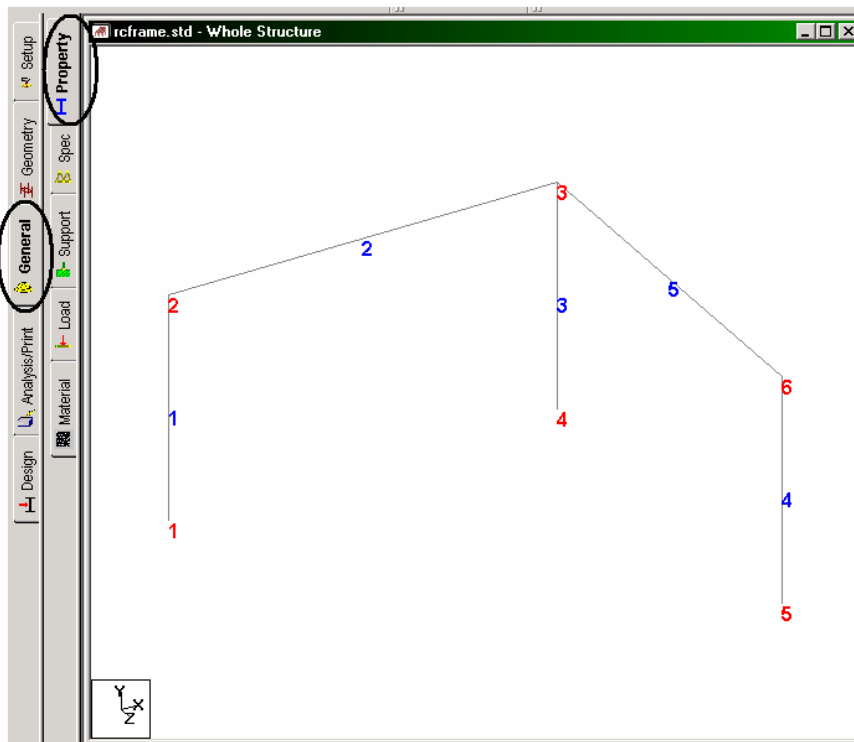 rcframe.std - Whole Structure
Setup
Geometry
General
Analysis/Print
Design
Property
Spec
Support
Load
Material
3
2
2
3
5
6
1
4
4
1
5
Y
X
Z